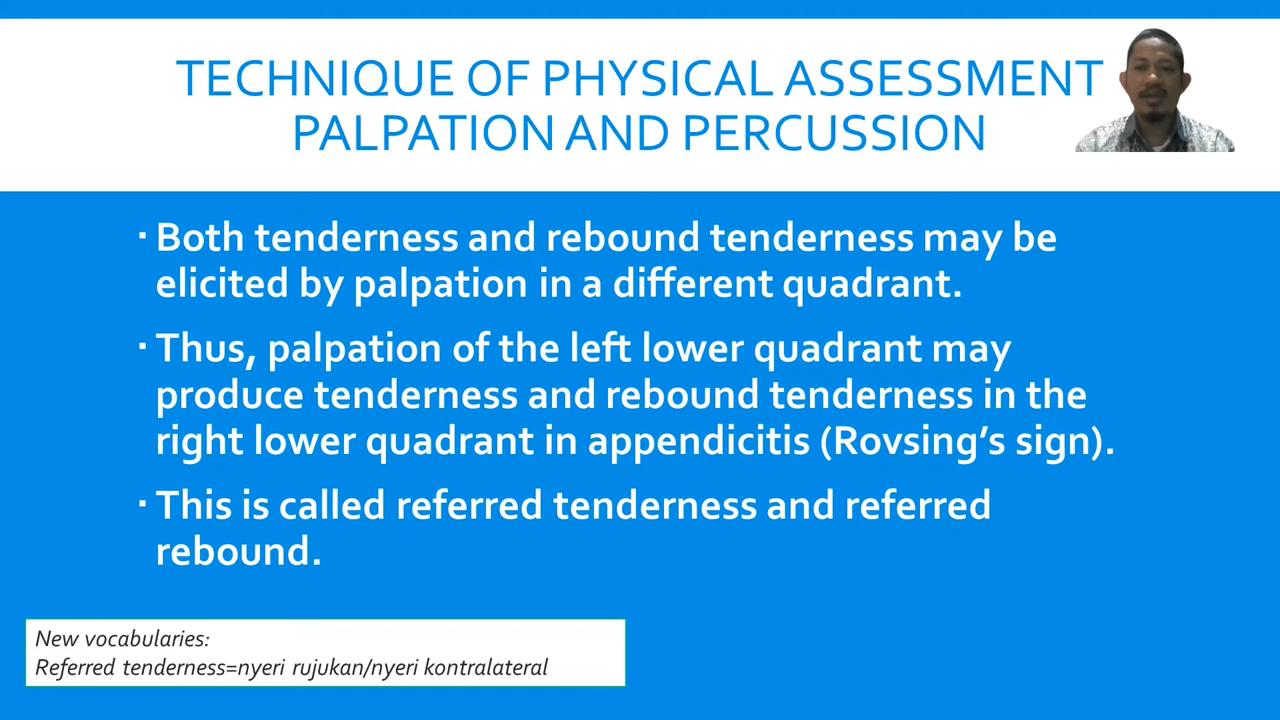 TECHNIQUE OF PHYSICAL ASSESSMENT
PALPATION AND PERCUSSION
▪ Both tenderness and rebound tenderness may be
elicited by palpation in a different quadrant.
▪ Thus, palpation of the left lower quadrant may
produce tenderness and rebound tenderness in the
right lower quadrant in appendicitis (Rovsing’s sign).
▪ This is called referred tenderness and referred
rebound.
New vocabularies:
Referred tenderness=nyeri rujukan/nyeri kontralateral